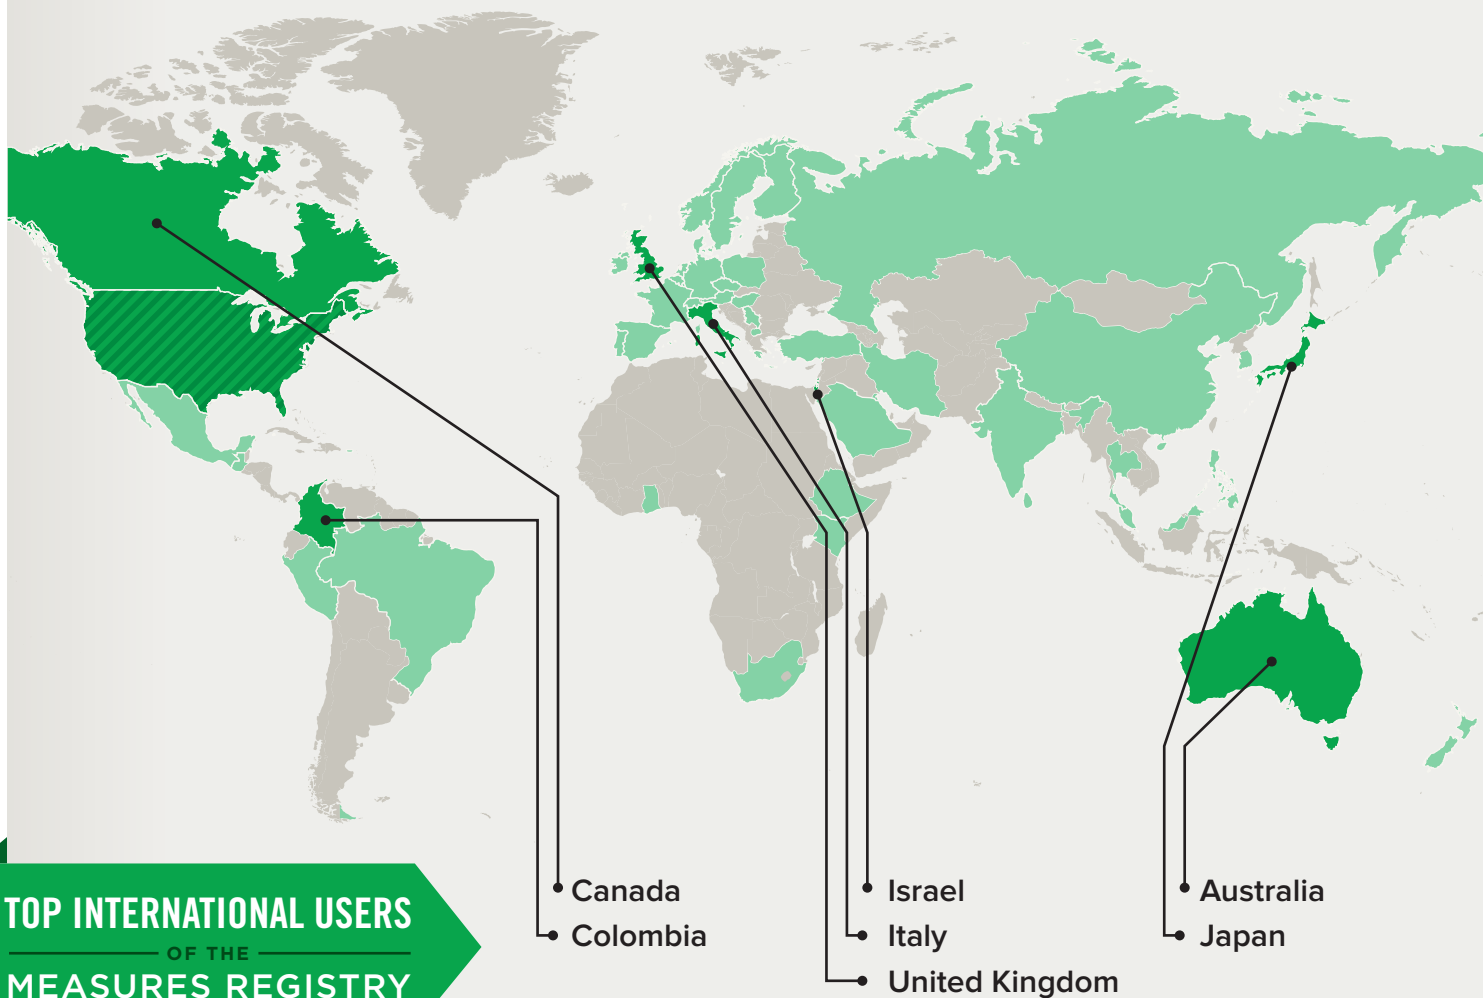 TOP INTERNATIONAL USERS
OF THE
MEASURES REGISTRY
Canada
Colombia
Israel
Italy
United Kingdom
Australia
Japan